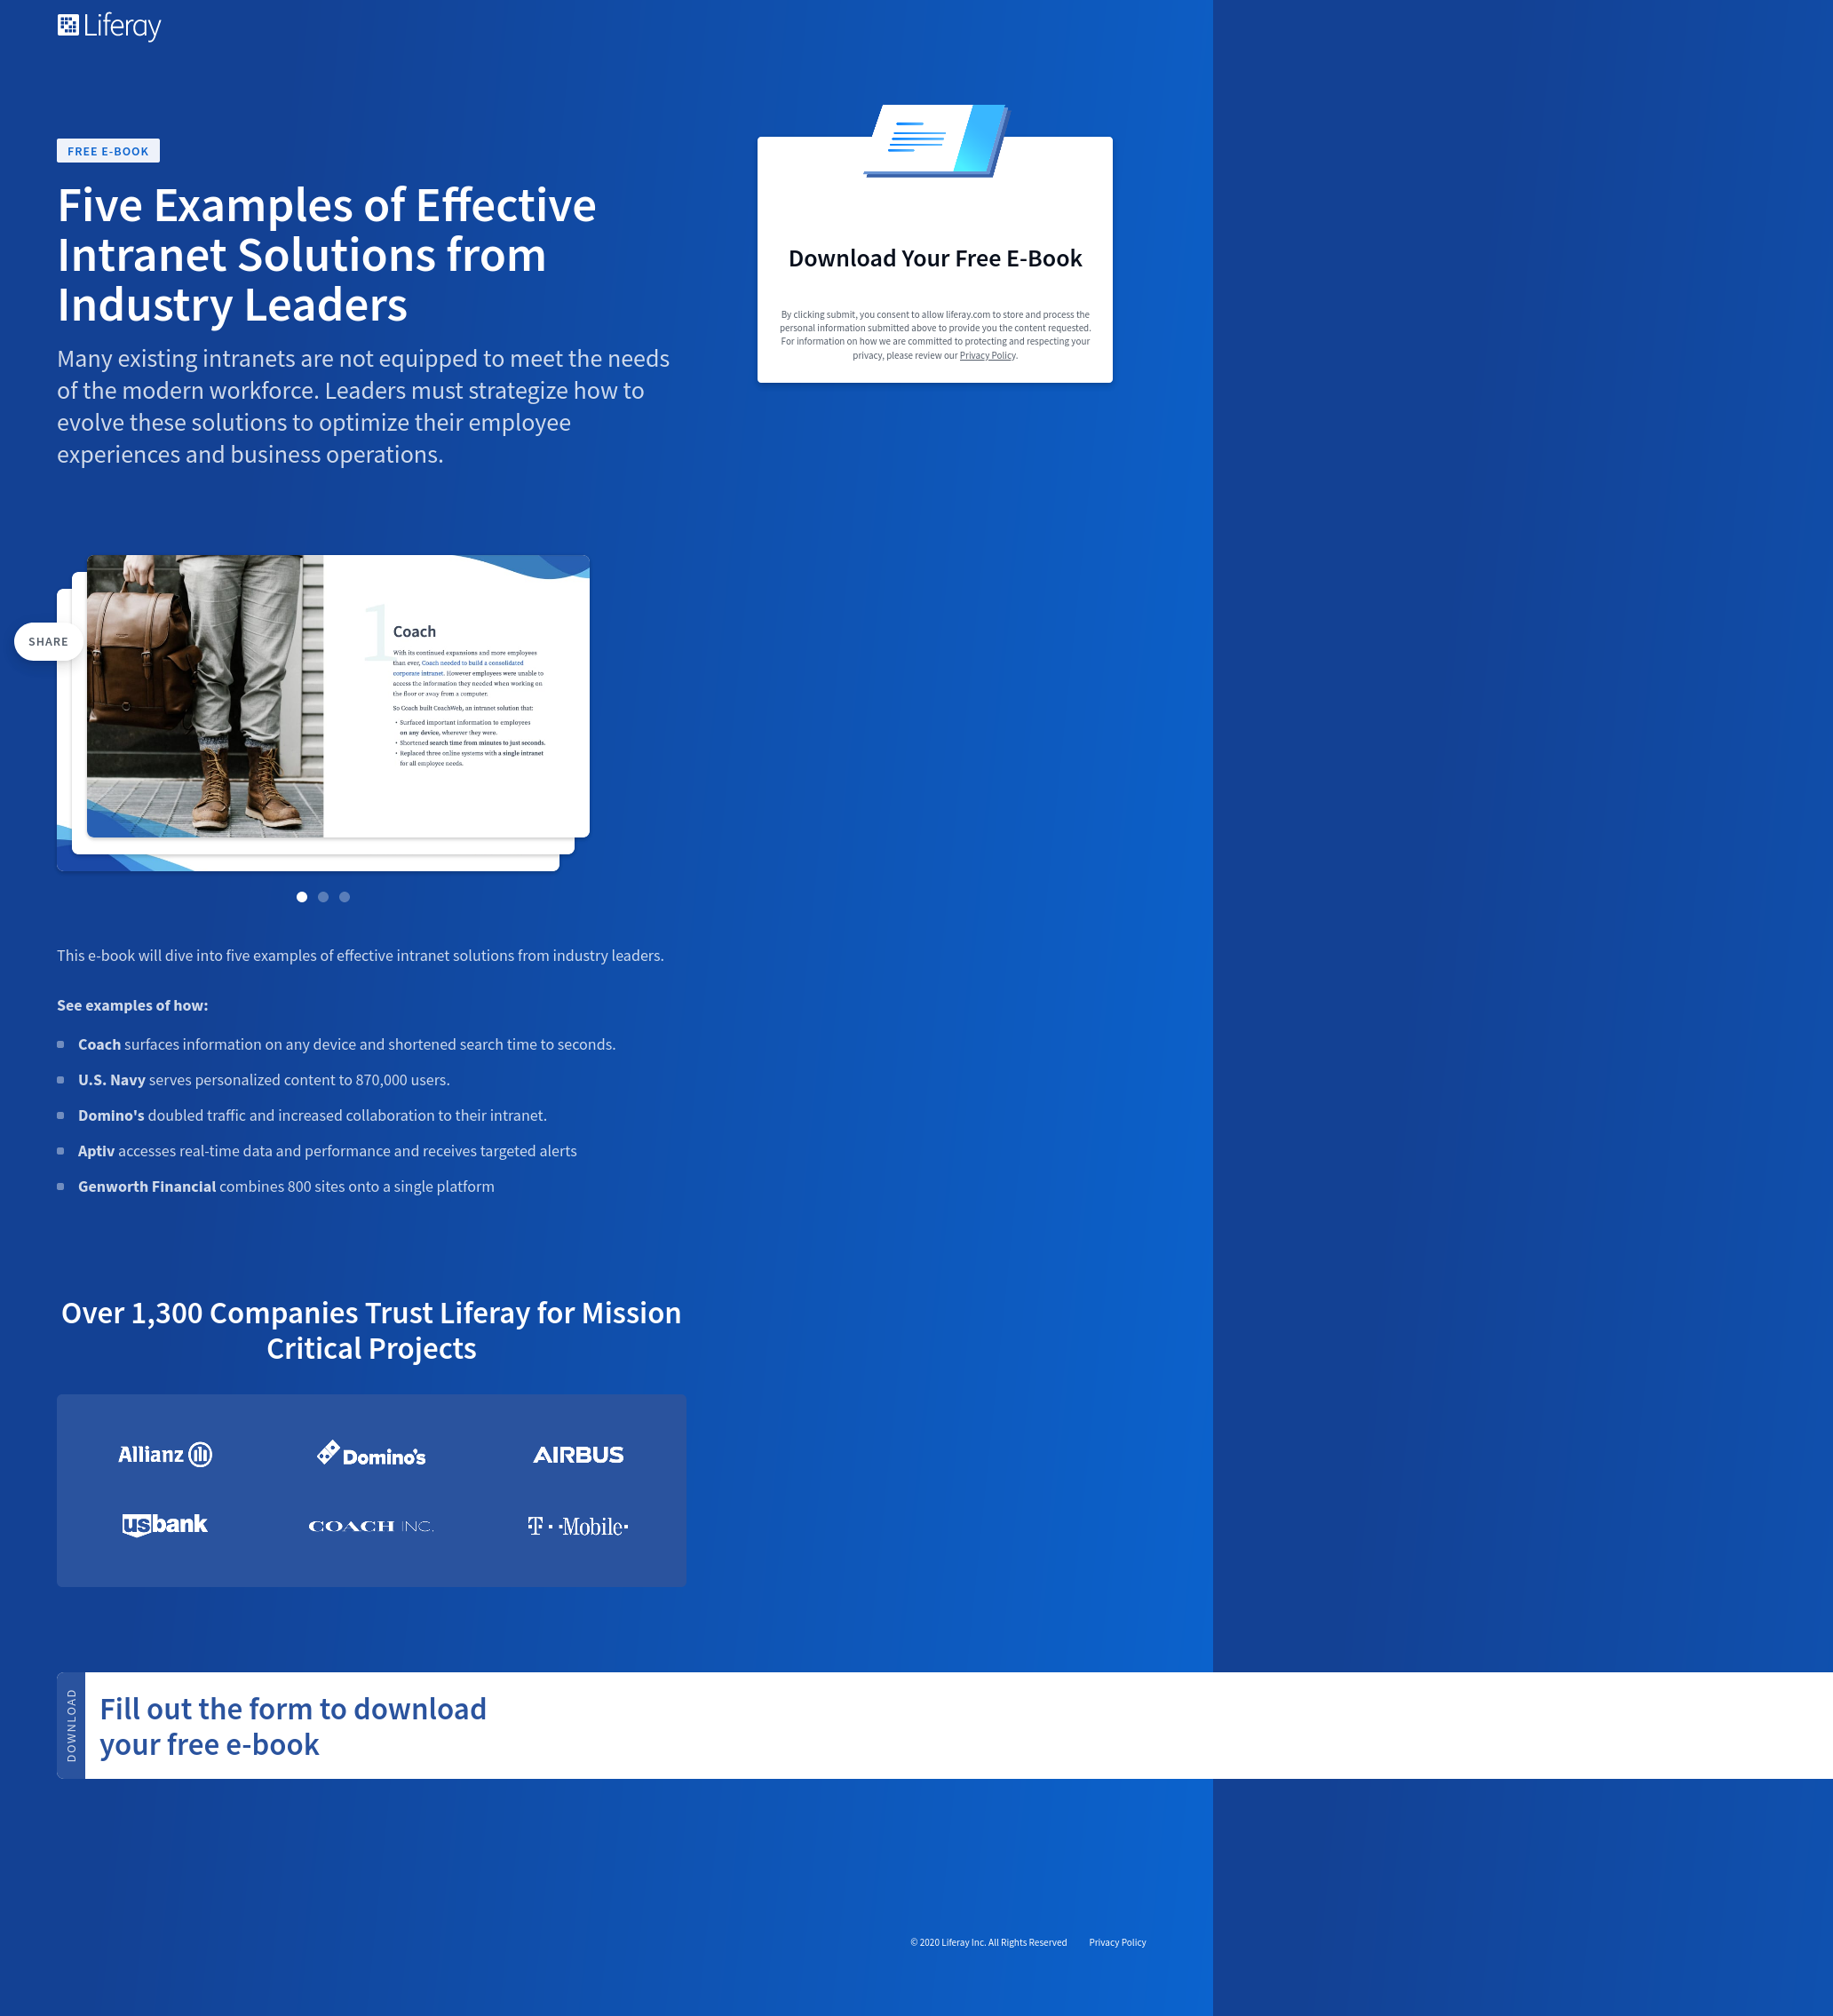 Liferay
FREE E-BOOK
Five Examples of Effective
Intranet Solutions from
Industry Leaders
Many existing intranets are not equipped to meet the needs
of the modern workforce. Leaders must strategize how to
evolve these solutions to optimize their employee
experiences and business operations.
Download Your Free E-Book
By clicking submit, you consent to allow liferay.com to store and process the
personal information submitted above to provide you the content requested.
For information on how we are committed to protecting and respecting your
privacy, please review our Privacy Policy.
SHARE
1
Coach
With its continued expansions and more employees
than ever, Coach needed to build a consolidated
corporate intranet. However employees were unable to
access the information they needed when working on
the floor or away from a computer.
So Coach built CoachWeb, an intranet solution that:
• Surfaced important information to employees
on any device, wherever they were.
• Shortened search time from minutes to just seconds.
• Replaced three online systems with a single intranet
for all employee needs.
This e-book will dive into five examples of effective intranet solutions from industry leaders.
See examples of how:
Coach surfaces information on any device and shortened search time to seconds.
U.S. Navy serves personalized content to 870,000 users.
Domino's doubled traffic and increased collaboration to their intranet.
Aptiv accesses real-time data and performance and receives targeted alerts
Genworth Financial combines 800 sites onto a single platform
Over 1,300 Companies Trust Liferay for Mission
Critical Projects
Allianz
Domino's
AIRBUS
usbank
COACH INC.
T · · Mobile ·
DOWNLOAD
Fill out the form to download
your free e-book
© 2020 Liferay Inc. All Rights Reserved
Privacy Policy